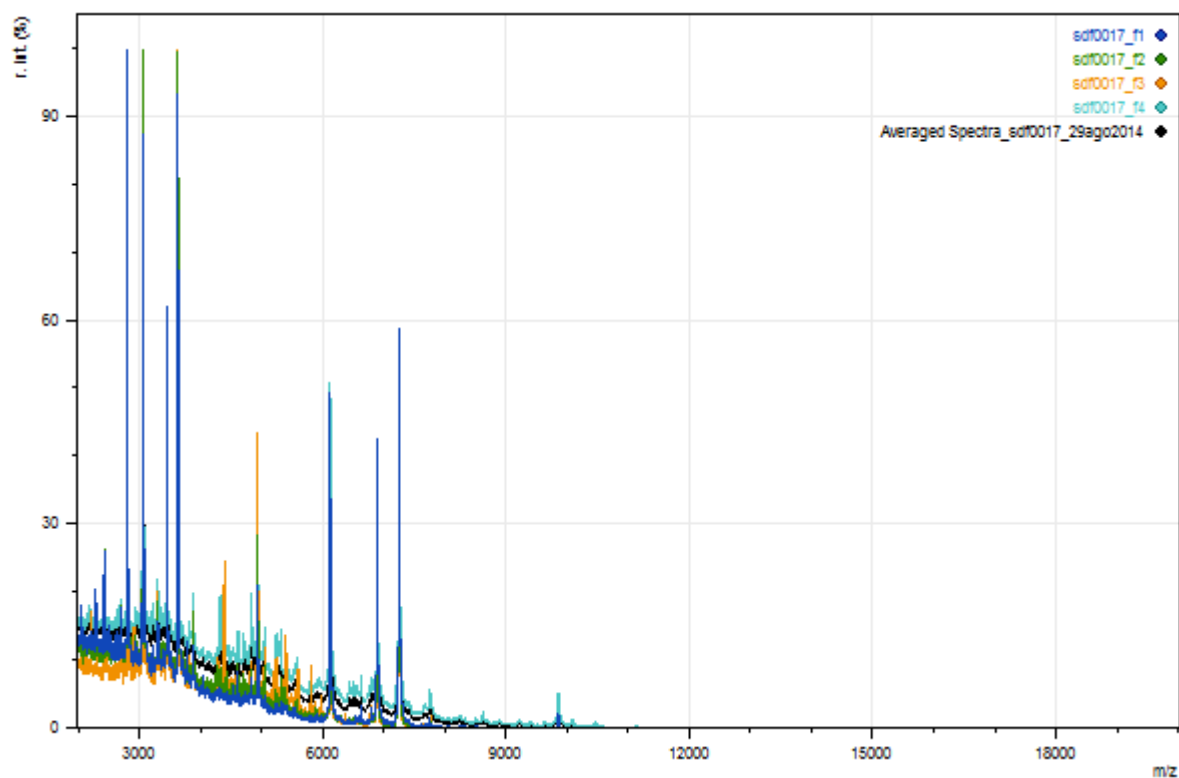 r. int. (%)
sdf0017_f1
sdf0017_f2
sdf0017_f3
sdf0017_f4
Averaged Spectra_sdf0017_29ago2014
90
60
30
0
3000 6000 9000 12000 15000 18000
m/z